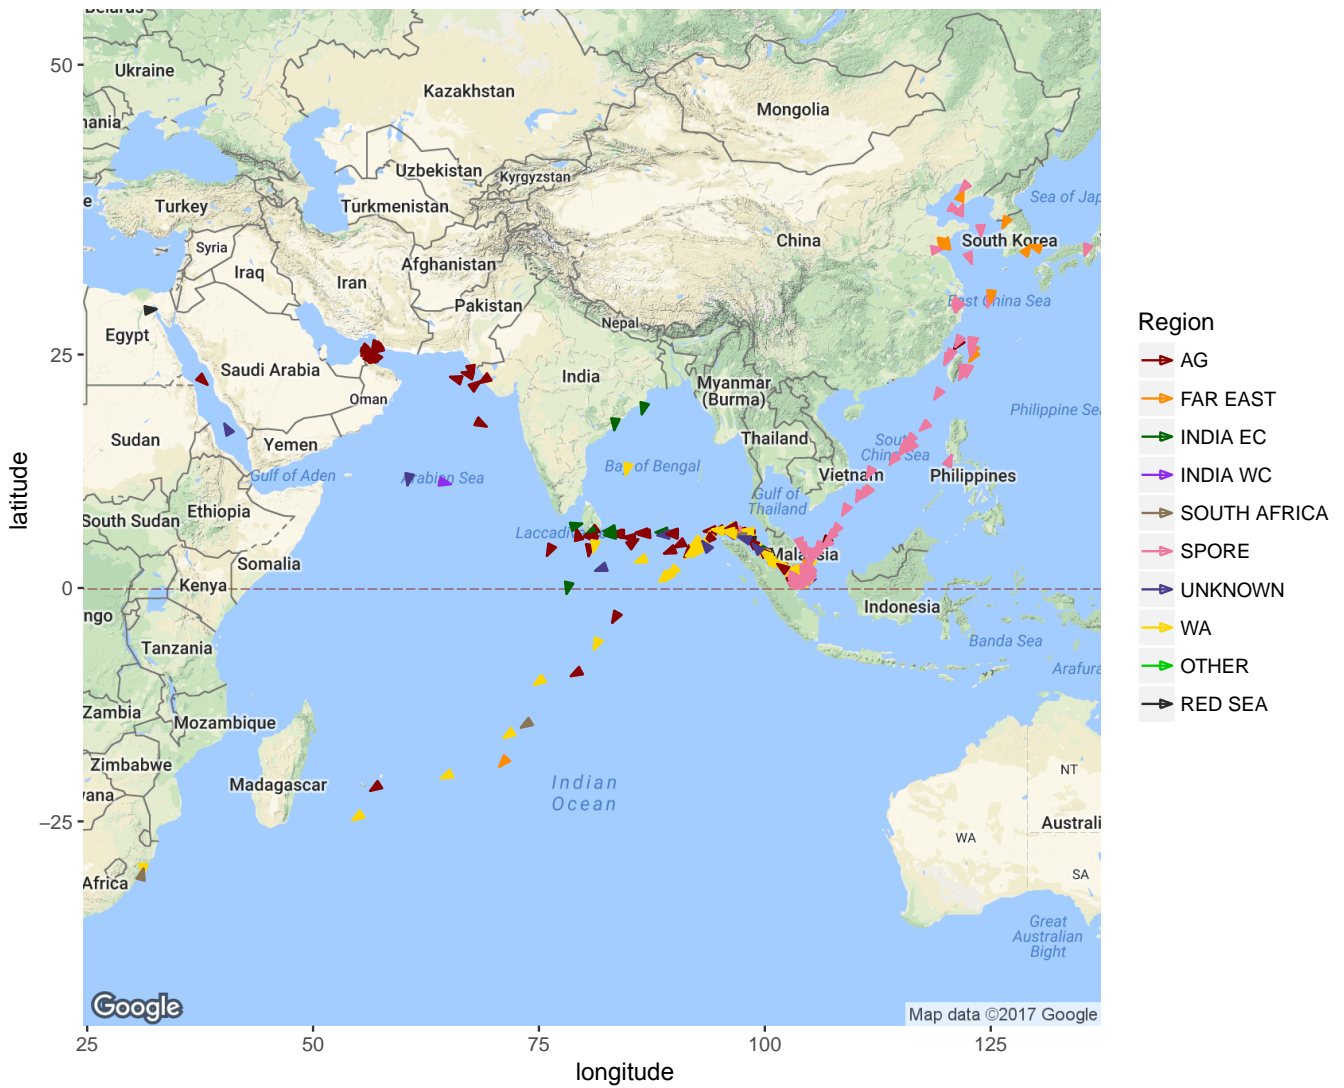 Belarus
50
Ukraine
Kazakhstan
Mongolia
mania
Uzbekistan
Kyrgyzstan
e
Turkey
Turkmenistan
Sea of Jap
Syria
China
South Korea
Iraq
Afghanistan
Iran
Pakistan
East China Sea
Egypt
Nepal
25
Saudi Arabia
India
Myanmar
(Burma)
Oman
Philippine Sea
Sudan
Yemen
Thailand
South
China Sea
Bay of Bengal
Gulf of Aden
Arabian Sea
Vietnam
Philippines
Gulf of
Thailand
Ethiopia
South Sudan
Laccadiv
Malaysia
Somalia
Kenya
0
Indonesia
ngo
Banda Sea
Tanzania
Arafura
Zambia
Mozambique
Zimbabwe
NT
Madagascar
Indian
Ocean
wana
−25
Australi
WA
SA
Africa
Great
Australian
Bight
Google
Map data ©2017 Google
25
50
75
100
125
longitude
latitude
Region
AG
FAR EAST
INDIA EC
INDIA WC
SOUTH AFRICA
SPORE
UNKNOWN
WA
OTHER
RED SEA